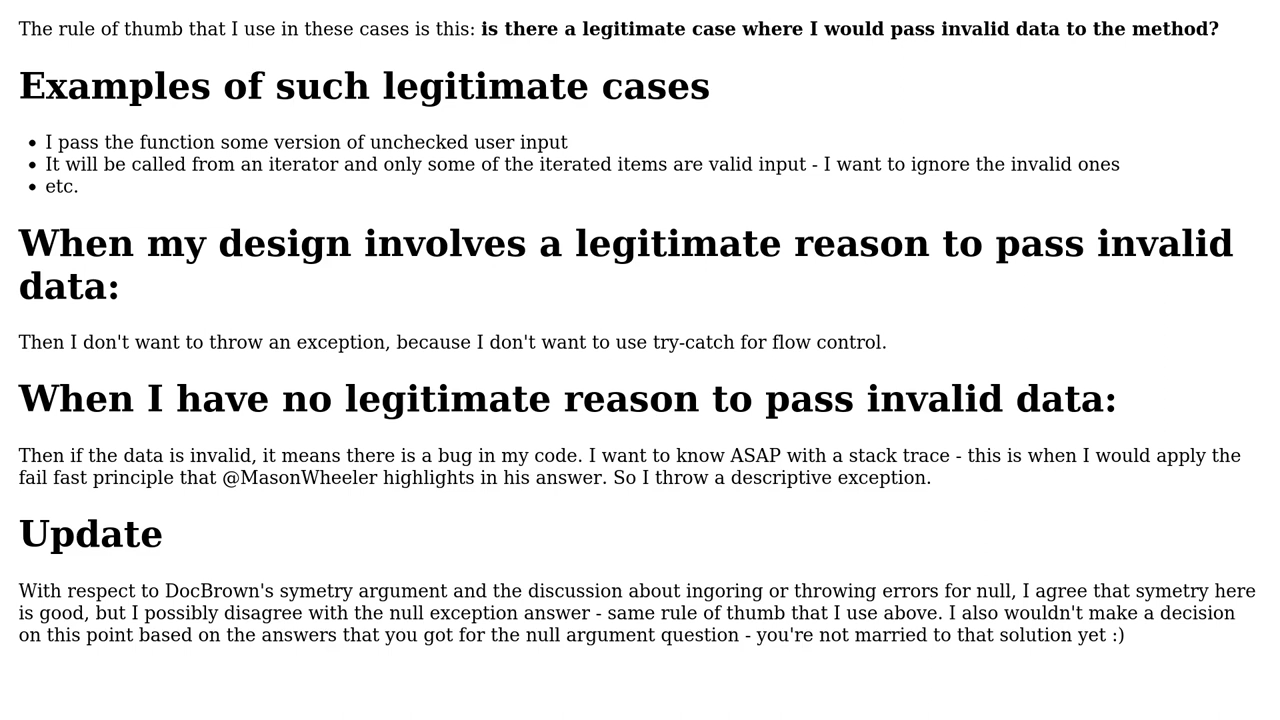 The rule of thumb that I use in these cases is this: is there a legitimate case where I would pass invalid data to the method?
Examples of such legitimate cases
• I pass the function some version of unchecked user input
• It will be called from an iterator and only some of the iterated items are valid input - I want to ignore the invalid ones
• etc.
When my design involves a legitimate reason to pass invalid
data:
Then I don't want to throw an exception, because I don't want to use try-catch for flow control.
When I have no legitimate reason to pass invalid data:
Then if the data is invalid, it means there is a bug in my code. I want to know ASAP with a stack trace - this is when I would apply the
fail fast principle that @MasonWheeler highlights in his answer. So I throw a descriptive exception.
Update
With respect to DocBrown's symetry argument and the discussion about ingoring or throwing errors for null, I agree that symetry here
is good, but I possibly disagree with the null exception answer - same rule of thumb that I use above. I also wouldn't make a decision
on this point based on the answers that you got for the null argument question - you're not married to that solution yet :)